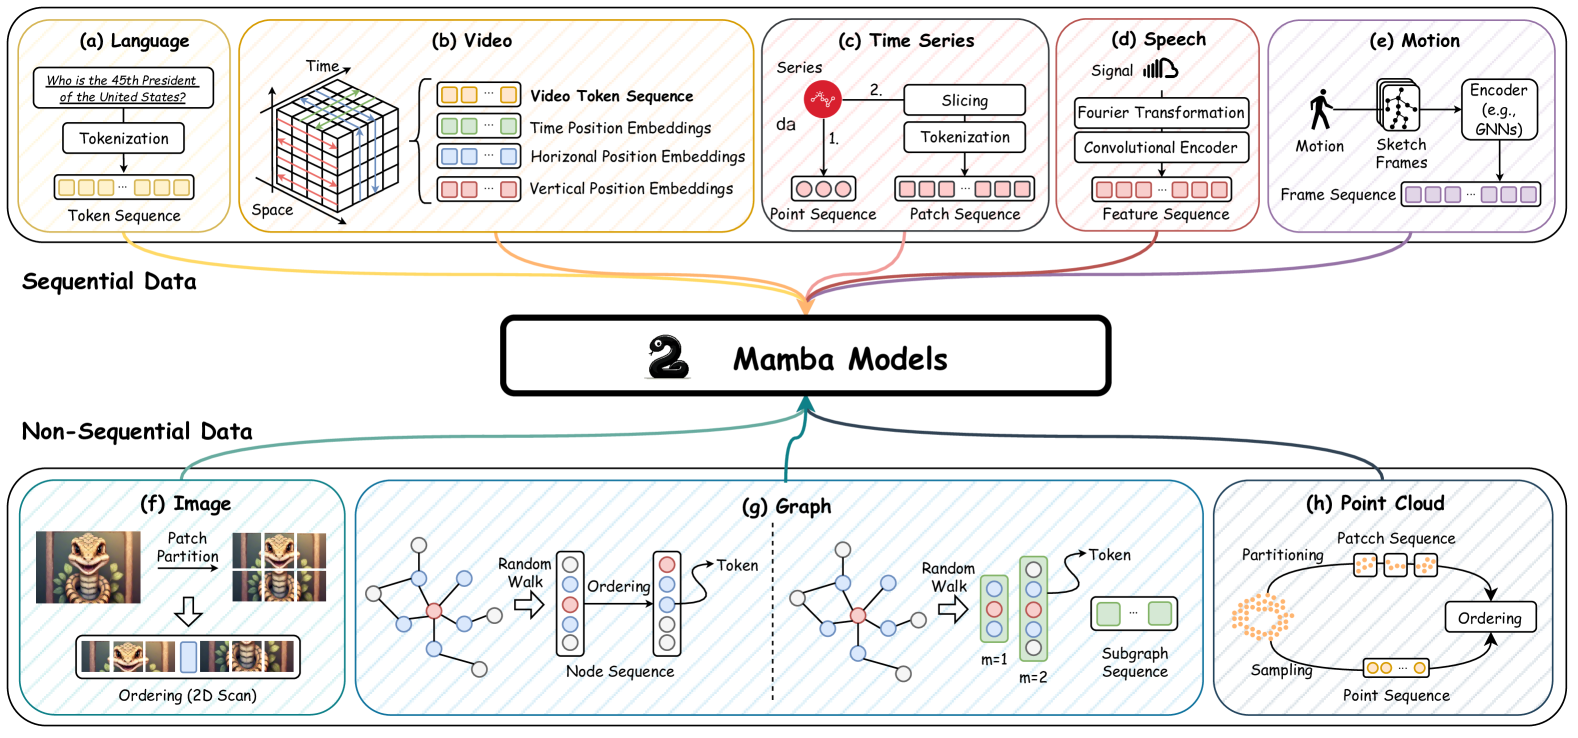 (a) Language
Who is the 45th President
of the United States?
Tokenization
Token Sequence
(b) Video
Time
Space
Video Token Sequence
Time Position Embeddings
Horizonal Position Embeddings
Vertical Position Embeddings
(c) Time Series
Series
da
2.
1.
Slicing
Tokenization
Point Sequence
Patch Sequence
(d) Speech
Signal
Fourier Transformation
Convolutional Encoder
Feature Sequence
(e) Motion
Motion
Sketch
Frames
Encoder
(e.g.,
GNNs)
Frame Sequence
Sequential Data
Mamba Models
Non-Sequential Data
(f) Image
Patch
Partition
Ordering (2D Scan)
(g) Graph
Random
Walk
Ordering
Token
Node Sequence
Random
Walk
Token
m=1
m=2
Subgraph
Sequence
(h) Point Cloud
Patcch Sequence
Partitioning
Ordering
Sampling
Point Sequence